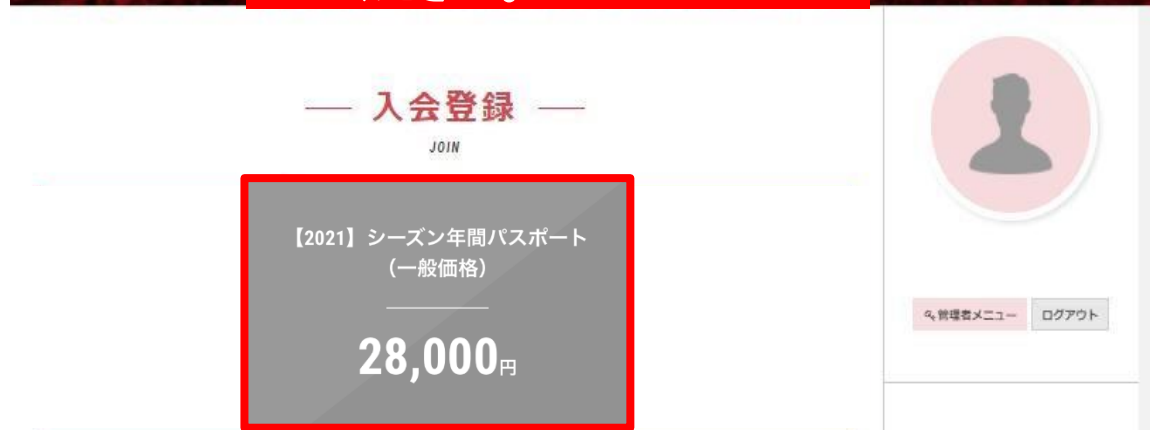 入会登録
JOIN
【2021】シーズン年間パスポート
（一般価格）
28,000円
管理者メニュー
ログアウト